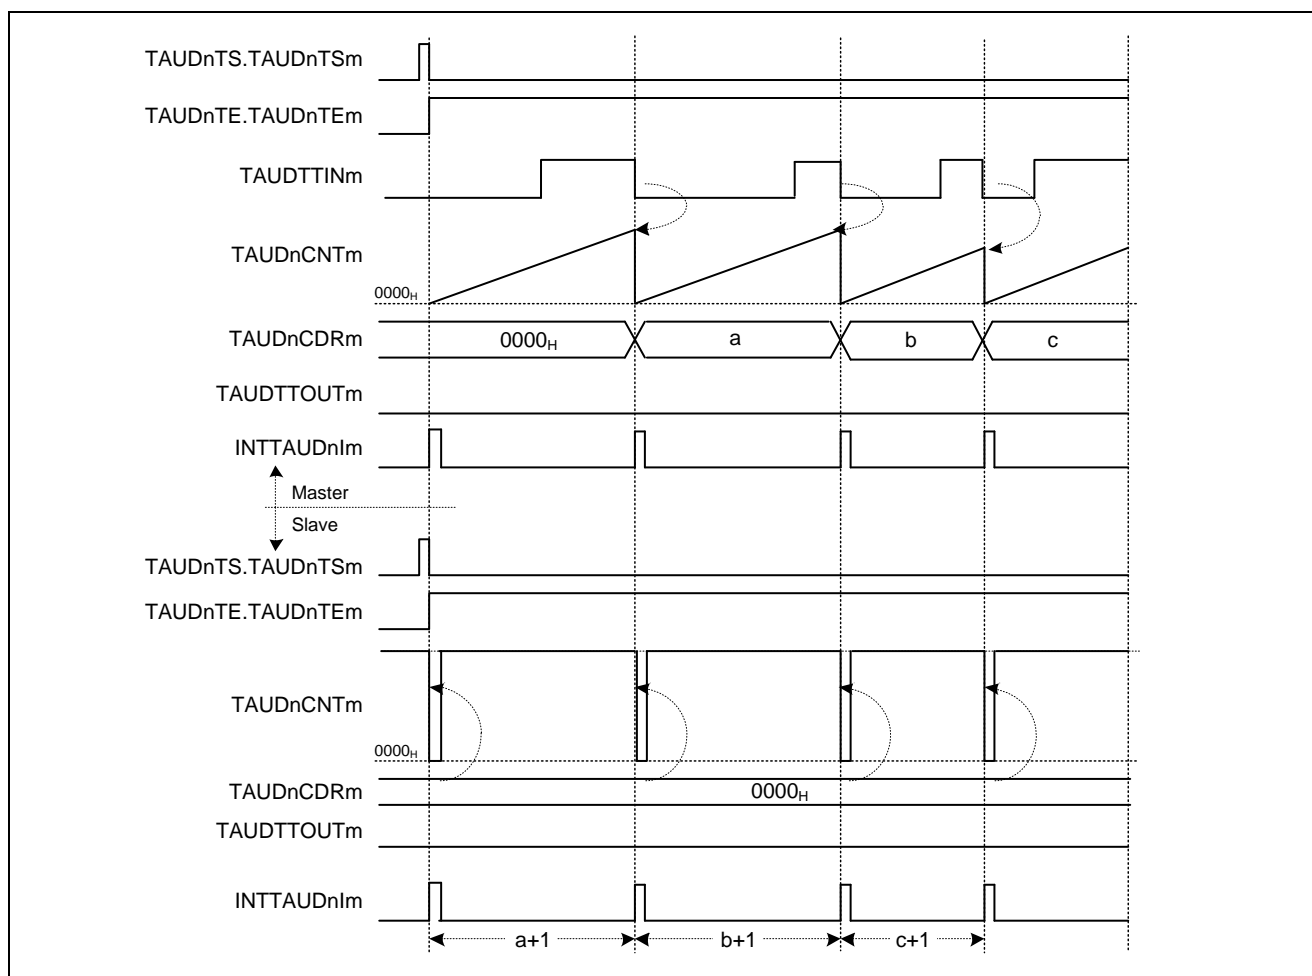 TAUDnTS.TAUDnTSm
TAUDnTE.TAUDnTEm
TAUDTTINm
TAUDnCNTm
0000H
TAUDnCDRm
0000H a b c
TAUDTTOUTm
INTTAUDnIm
Master
Slave
TAUDnTS.TAUDnTSm
TAUDnTE.TAUDnTEm
TAUDnCNTm
0000H
TAUDnCDRm
0000H
TAUDTTOUTm
INTTAUDnIm
a+1 b+1 c+1